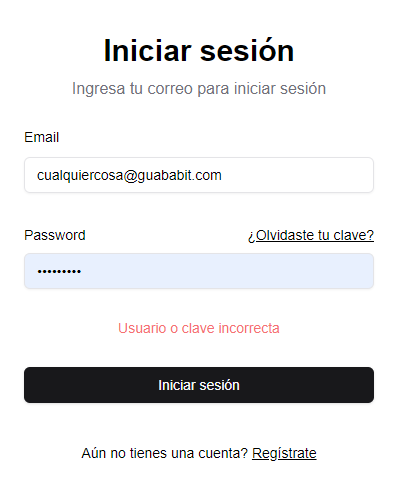 Iniciar sesión
Ingresa tu correo para iniciar sesión
Email
cualquiercosa@guababit.com
Password ¿Olvidaste tu clave?
•••••••••
Usuario o clave incorrecta
Iniciar sesión
Aún no tienes una cuenta? Regístrate